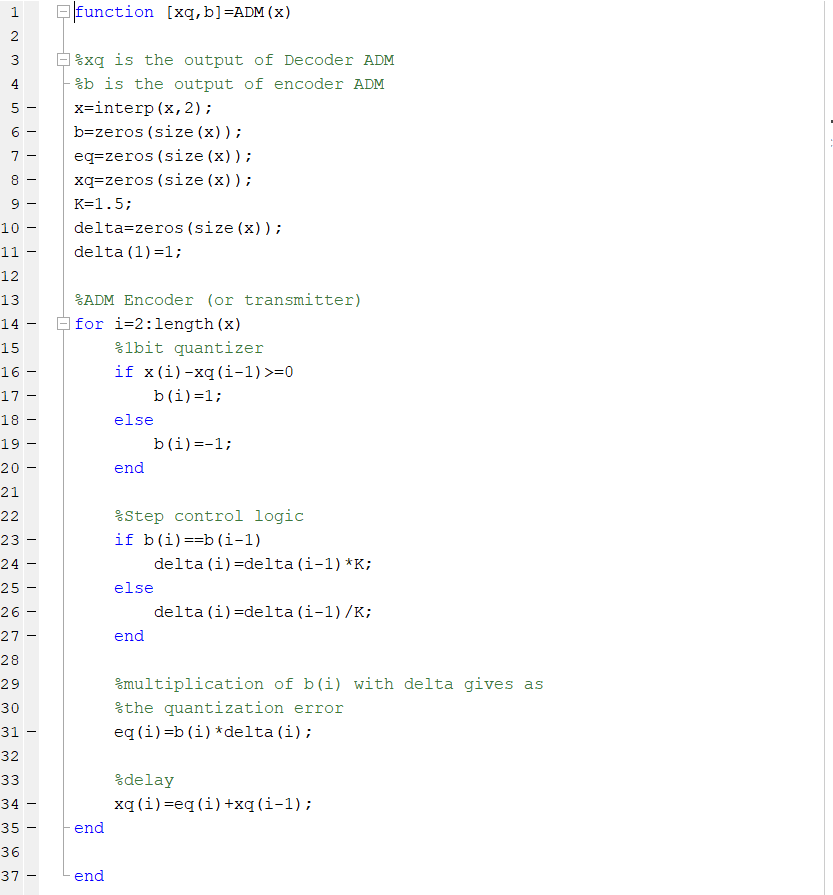 1 function [xq,b]=ADM(x)
2
3 %xq is the output of Decoder ADM
4 %b is the output of encoder ADM
5 x=interp(x,2);
6 b=zeros(size(x));
7 eq=zeros(size(x));
8 xq=zeros(size(x));
9 K=1.5;
10 delta=zeros(size(x));
11 delta(1)=1;
12
13 %ADM Encoder (or transmitter)
14 for i=2:length(x)
15     %1bit quantizer
16     if x(i)-xq(i-1)>=0
17         b(i)=1;
18     else
19         b(i)=-1;
20     end
21
22     %Step control logic
23     if b(i)==b(i-1)
24         delta(i)=delta(i-1)*K;
25     else
26         delta(i)=delta(i-1)/K;
27     end
28
29     %multiplication of b(i) with delta gives as
30     %the quantization error
31     eq(i)=b(i)*delta(i);
32
33     %delay
34     xq(i)=eq(i)+xq(i-1);
35 end
36
37 end